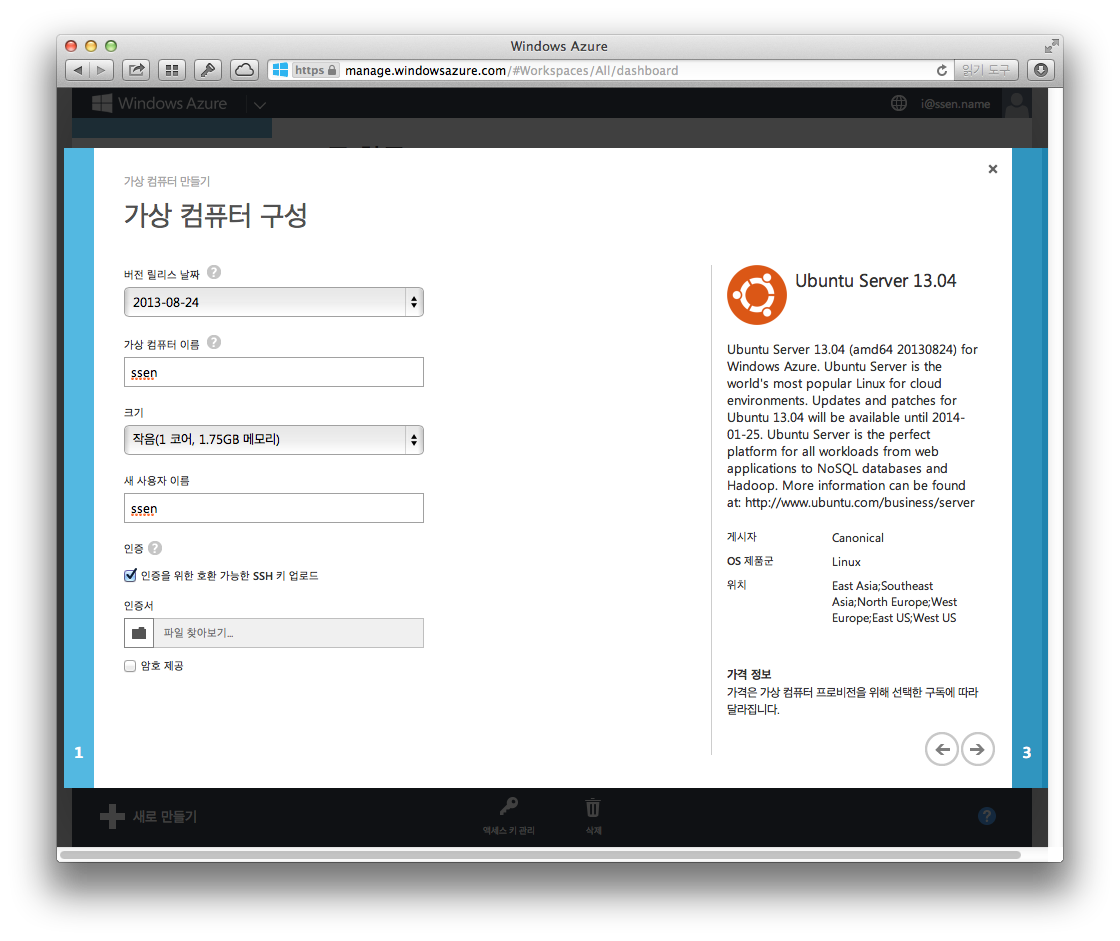 Windows Azure
https manage.windowsazure.com/#Workspaces/All/dashboard 읽기 도구
Windows Azure i@ssen.name
×
가상 컴퓨터 만들기
가상 컴퓨터 구성
버전 릴리스 날짜 ?
2013-08-24
가상 컴퓨터 이름 ?
ssen
크기
작음(1 코어, 1.75GB 메모리)
새 사용자 이름
ssen
인증 ?
인증을 위한 호환 가능한 SSH 키 업로드
인증서
파일 찾아보기...
암호 제공
Ubuntu Server 13.04
Ubuntu Server 13.04 (amd64 20130824) for
Windows Azure. Ubuntu Server is the
world's most popular Linux for cloud
environments. Updates and patches for
Ubuntu 13.04 will be available until 2014-
01-25. Ubuntu Server is the perfect
platform for all workloads from web
applications to NoSQL databases and
Hadoop. More information can be found
at: http://www.ubuntu.com/business/server
게시자 Canonical
OS 제품군 Linux
위치 East Asia;Southeast
Asia;North Europe;West
Europe;East US;West US
가격 정보
가격은 가상 컴퓨터 프로비전을 위해 선택한 구독에 따라
달라집니다.
1
3
새로 만들기 액세스 키 관리 삭제 ?